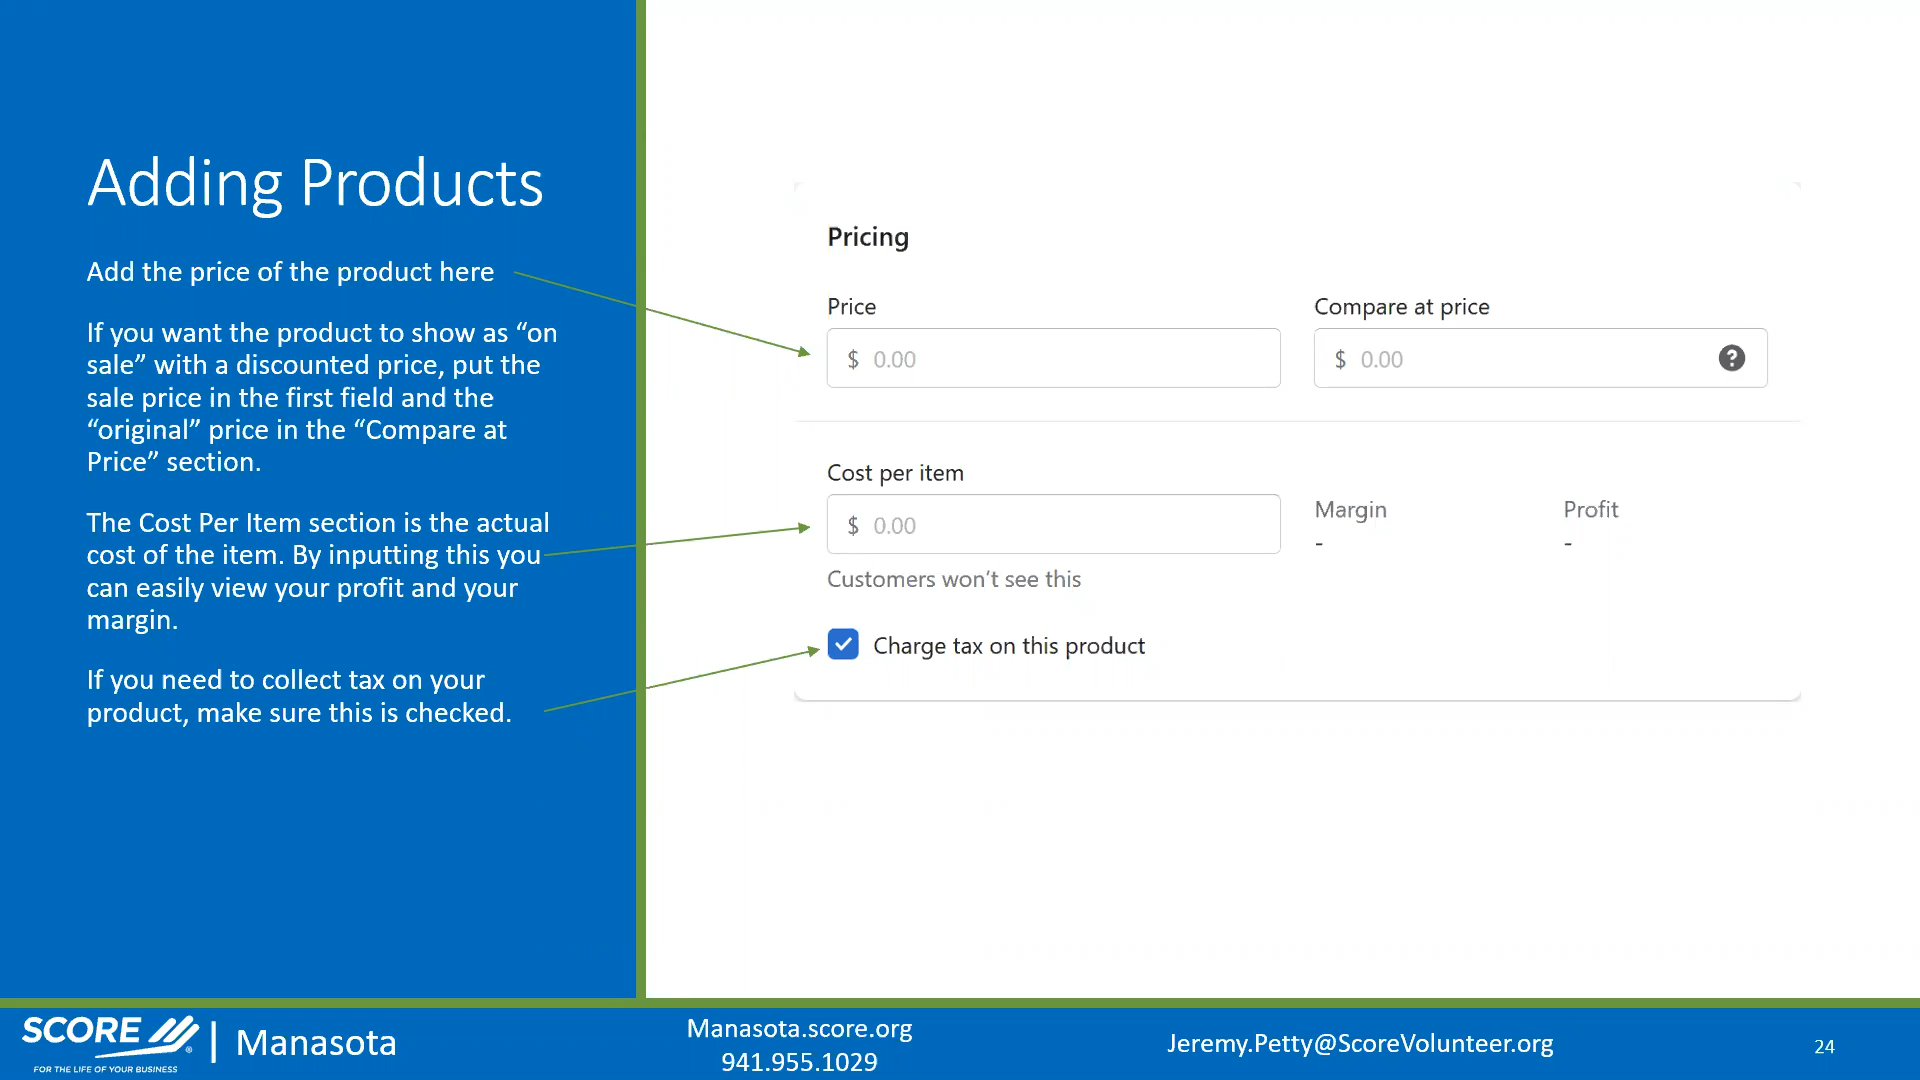 Adding Products
Add the price of the product here
If you want the product to show as “on
sale” with a discounted price, put the
sale price in the first field and the
“original” price in the “Compare at
Price” section.
The Cost Per Item section is the actual
cost of the item. By inputting this you
can easily view your profit and your
margin.
If you need to collect tax on your
product, make sure this is checked.
Pricing
Price
Compare at price
$ 0.00
$ 0.00
?
Cost per item
$ 0.00
Margin
Profit
-
-
Customers won’t see this
Charge tax on this product
SCORE ®
FOR THE LIFE OF YOUR BUSINESS
| Manasota
Manasota.score.org
941.955.1029
Jeremy.Petty@ScoreVolunteer.org
24